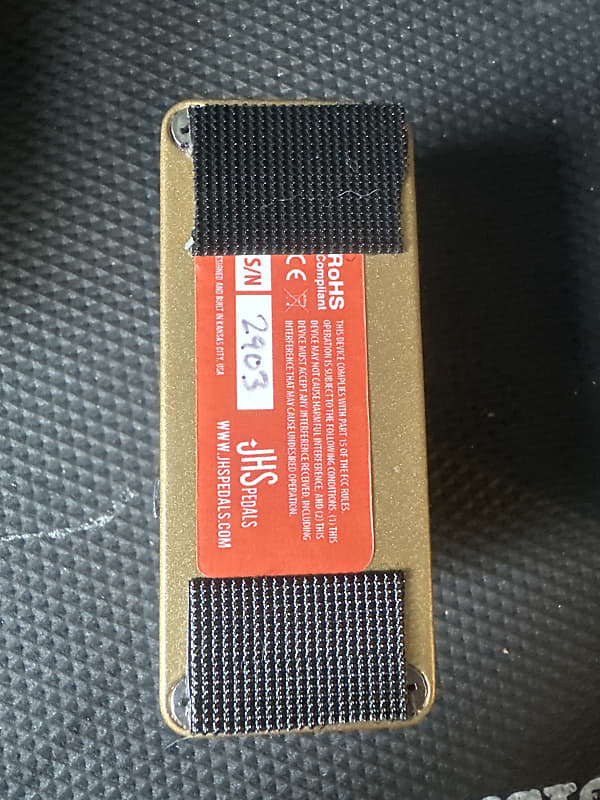 RoHS
Compliant
CE
S/N
2903
THIS DEVICE COMPLIES WITH PART 15 OF THE FCC RULES.
OPERATION IS SUBJECT TO THE FOLLOWING CONDITIONS: (1) THIS
DEVICE MAY NOT CAUSE HARMFUL INTERFERENCE, AND (2) THIS
DEVICE MUST ACCEPT ANY INTERFERENCE RECEIVED, INCLUDING
INTERFERENCE THAT MAY CAUSE UNDESIRED OPERATION.
JHS PEDALS
WWW.JHSPEDALS.COM
AND BUILT IN KANSAS CITY, USA